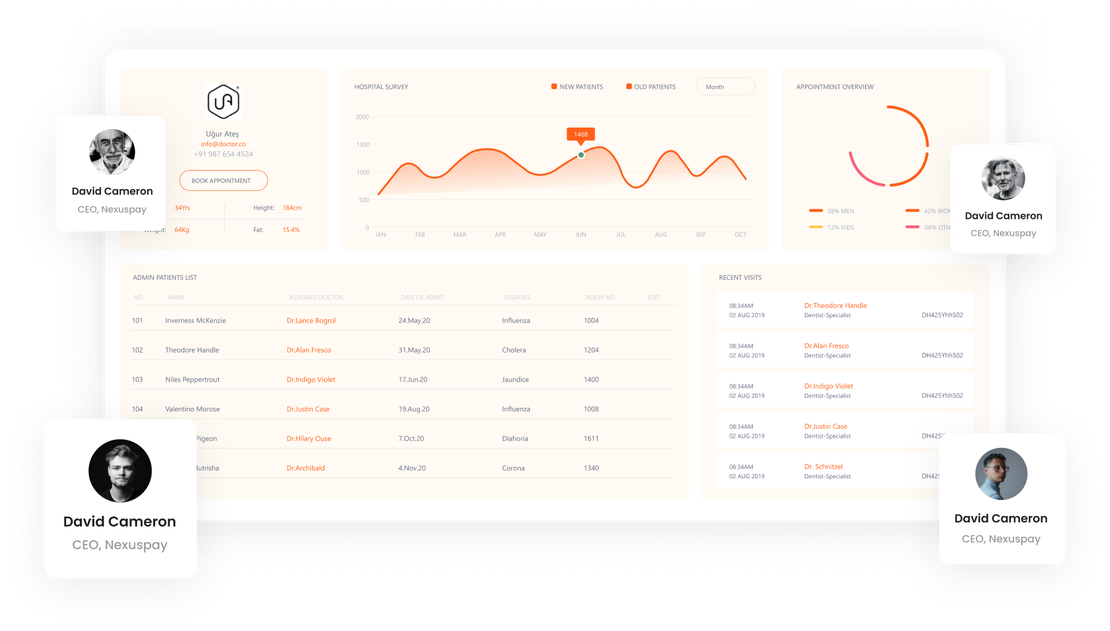 HOSPITAL SURVEY
NEW PATIENTS
OLD PATIENTS
Month
APPOINTMENT OVERVIEW
Uğur Ateş
info@doctor.co
+91 987 654 4524
BOOK APPOINTMENT
34Yrs
Height: 184cm
64Kg
Fat: 15.4%
David Cameron
CEO, Nexuspay
2000
1500
1000
500
0
1468
JAN FEB MAR APR MAY JUN JUL AUG SEP OCT
38% MEN
42%
12% KIDS
08%
David Cameron
CEO, Nexuspay
ADMIN PATIENTS LIST
NO NAME ASSIGNED DOCTOR DATE OF ADMIT DISEASES ROOM NO EDIT
101 Inverness McKenzie Dr.Lance Bogrol 24.May.20 Influenza 1004
102 Theodore Handle Dr.Alan Fresco 31.May.20 Cholera 1204
103 Niles Peppertrout Dr.Indigo Violet 17.Jun.20 Jaundice 1400
104 Valentino Morose Dr.Justin Case 19.Aug.20 Influenza 1008
Pigeon Dr.Hilary Ouse 7.Oct.20 Diahoria 1611
Dr.Archibald 4.Nov.20 Corona 1340
RECENT VISITS
08:34AM Dr.Theodore Handle
02 AUG 2019 Dentist-Specialist DH425Yhh502
08:34AM Dr.Alan Fresco
02 AUG 2019 Dentist-Specialist DH425Yhh502
08:34AM Dr.Indigo Violet
02 AUG 2019 Dentist-Specialist DH425Yhh502
08:34AM Dr.Justin Case
02 AUG 2019 Dentist-Specialist DH425
08:34AM Dr. Schnitzel
02 AUG 2019 Dentist-Specialist DH425
David Cameron
CEO, Nexuspay
David Cameron
CEO, Nexuspay